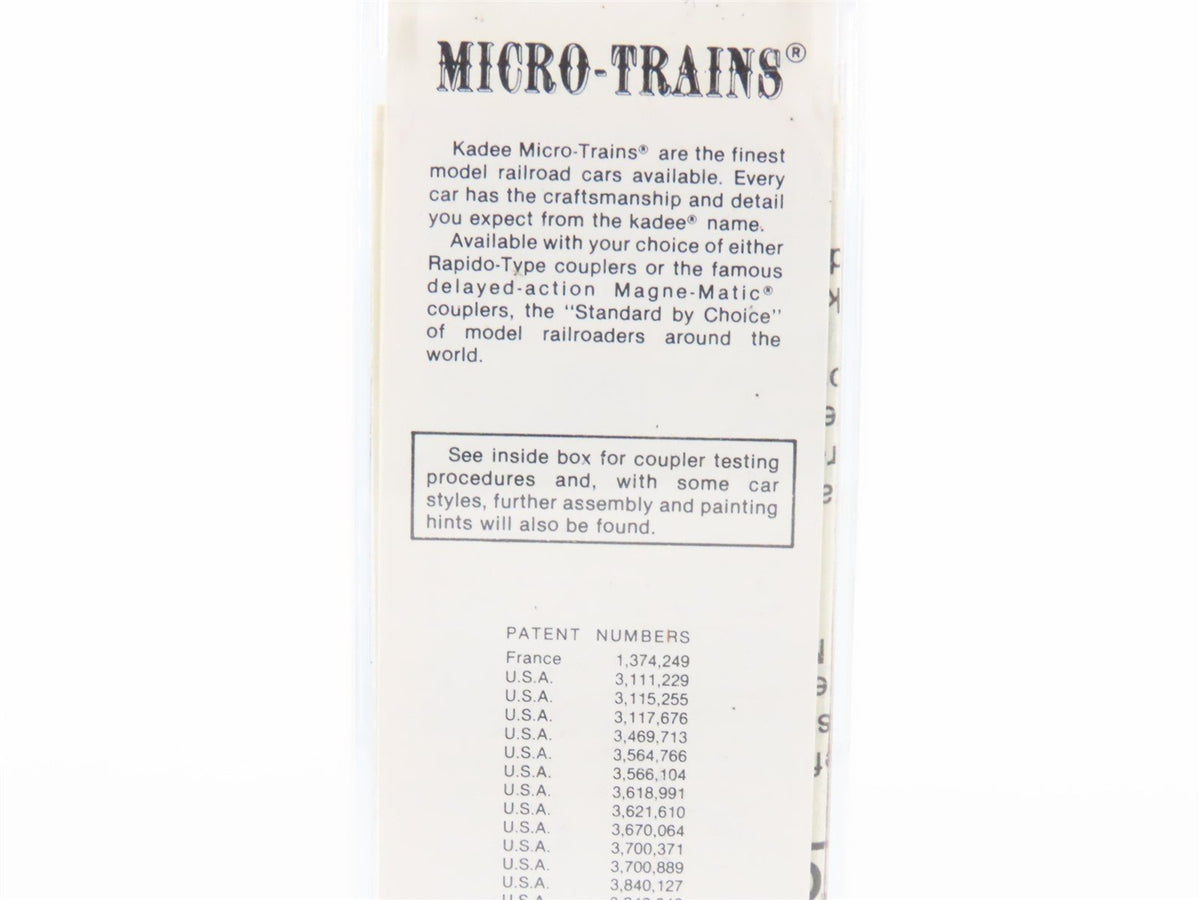 MICRO-TRAINS®
Kadee Micro-Trains® are the finest
model railroad cars available. Every
car has the craftsmanship and detail
you expect from the kadee® name.
Available with your choice of either
Rapido-Type couplers or the famous
delayed-action Magne-Matic®
couplers, the "Standard by Choice"
of model railroaders around the
world.
See inside box for coupler testing
procedures and, with some car
styles, further assembly and painting
hints will also be found.
PATENT NUMBERS
France 1,374,249
U.S.A. 3,111,229
U.S.A. 3,115,255
U.S.A. 3,117,676
U.S.A. 3,469,713
U.S.A. 3,564,766
U.S.A. 3,566,104
U.S.A. 3,618,991
U.S.A. 3,621,610
U.S.A. 3,670,064
U.S.A. 3,700,371
U.S.A. 3,700,889
U.S.A. 3,840,127